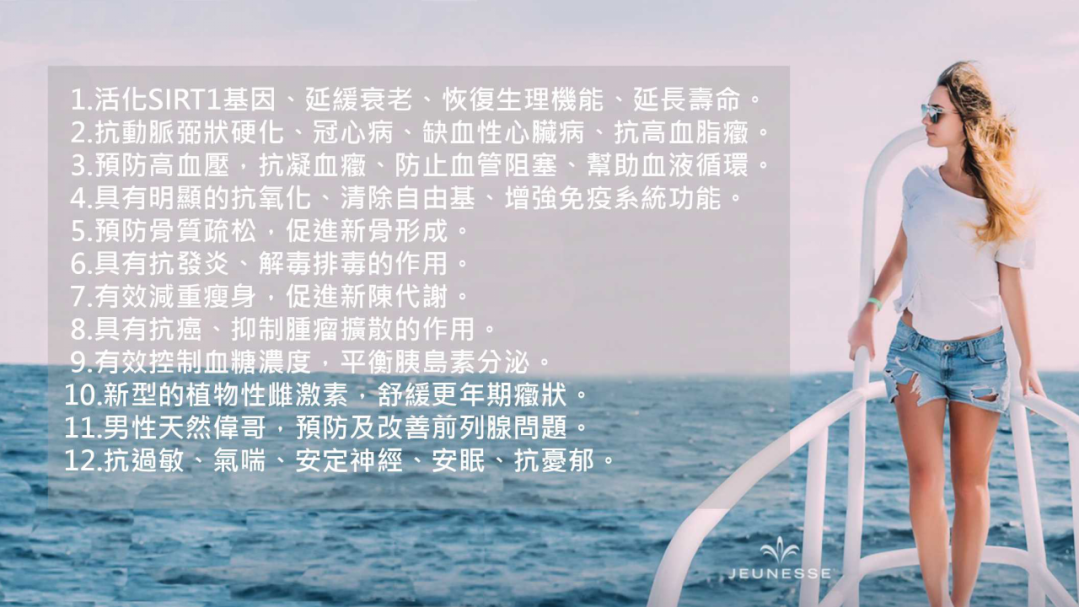 1.活化SIRT1基因、延緩衰老、恢復生理機能、延長壽命。
2.抗動脈弼狀硬化、冠心病、缺血性心臟病、抗高血脂癥。
3.預防高血壓，抗凝血癥、防止血管阻塞、幫助血液循環。
4.具有明顯的抗氧化、清除自由基、增強免疫系統功能。
5.預防骨質疏松，促進新骨形成。
6.具有抗發炎、解毒排毒的作用。
7.有效減重瘦身，促進新陳代謝。
8.具有抗癌、抑制腫瘤擴散的作用。
9.有效控制血糖濃度，平衡胰島素分泌。
10.新型的植物性雌激素，舒緩更年期癥狀。
11.男性天然偉哥，預防及改善前列腺問題。
12.抗過敏、氣喘、安定神經、安眠、抗憂郁。
JEUNESSE